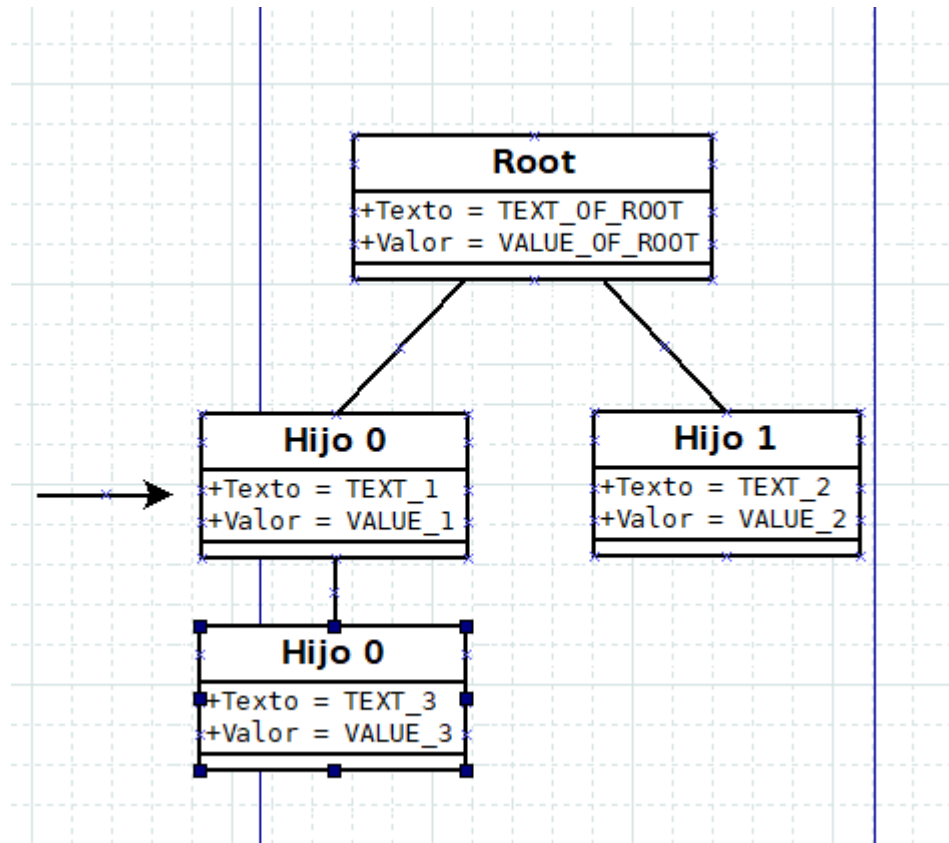 Root
+Texto = TEXT_OF_ROOT
+Valor = VALUE_OF_ROOT
Hijo 0
+Texto = TEXT_1
+Valor = VALUE_1
Hijo 1
+Texto = TEXT_2
+Valor = VALUE_2
Hijo 0
+Texto = TEXT_3
+Valor = VALUE_3